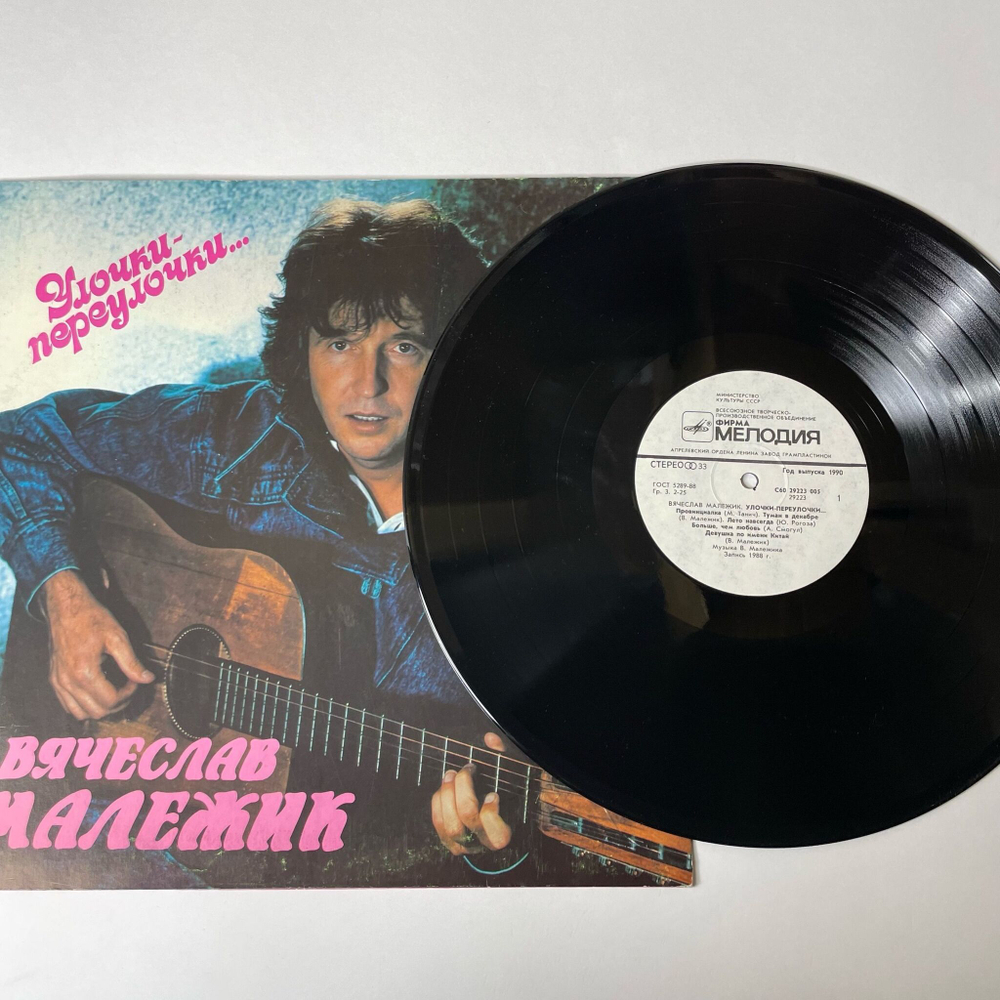 Улочки-
переулочки...
ВЯЧЕСЛАВ
МАЛЕЖИК
МИНИСТЕРСТВО
КУЛЬТУРЫ СССР
ВСЕСОЮЗНОЕ ТВОРЧЕСКО-
ПРОИЗВОДСТВЕННОЕ ОБЪЕДИНЕНИЕ
ФИРМА
МЕЛОДИЯ
АПРЕЛЕВСКИЙ ОРДЕНА ЛЕНИНА ЗАВОД ГРАМПЛАСТИНОК
СТЕРЕО 33 Год выпуска 1990
ГОСТ 5289-88 С60 29223 005
Гр. 3. 2-25 29223 1
ВЯЧЕСЛАВ МАЛЕЖИК. УЛОЧКИ-ПЕРЕУЛОЧКИ...
Провинциалка (М. Танич). Туман в декабре
(В. Малежик). Лето навсегда (Ю. Рогоза)
Больше, чем любовь (А. Смогул)
Девушка по имени Китай
(В. Малежик)
Музыка В. Малежика
Запись 1988 г.